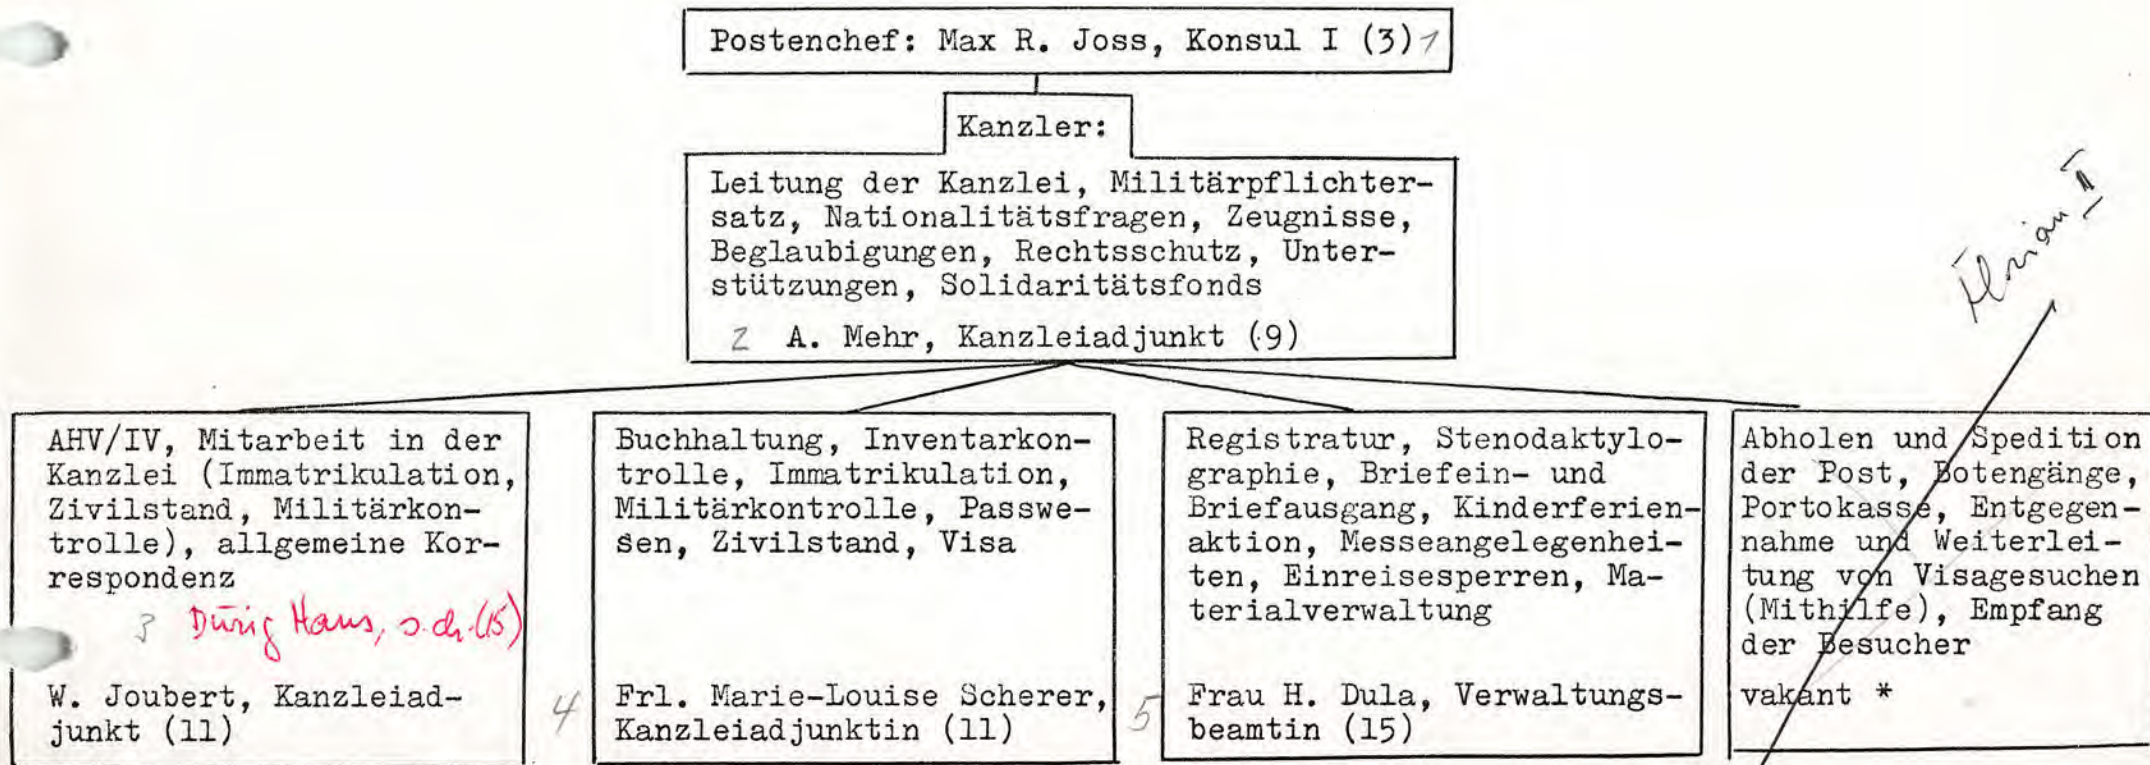 Postenchef: Max R. Joss, Konsul I (3) 1
Kanzler:
Leitung der Kanzlei, Militärpflichter-
satz, Nationalitätsfragen, Zeugnisse,
Beglaubigungen, Rechtsschutz, Unter-
stützungen, Solidaritätsfonds
2 A. Mehr, Kanzleiadjunkt (9)
AHV/IV, Mitarbeit in der
Kanzlei (Immatrikulation,
Zivilstand, Militärkon-
trolle), allgemeine Kor-
respondenz
3 Dürig Hans, s.ch. (15)
W. Joubert, Kanzleiad-
junkt (11)
Buchhaltung, Inventarkon-
trolle, Immatrikulation,
Militärkontrolle, Passwe-
sen, Zivilstand, Visa
4 Frl. Marie-Louise Scherer,
Kanzleiadjunktin (11)
Registratur, Stenodaktylo-
graphie, Briefein- und
Briefausgang, Kinderferien-
aktion, Messeangelegenhei-
ten, Einreisesperren, Ma-
terialverwaltung
5 Frau H. Dula, Verwaltungs-
beamtin (15)
II
Abholen und Spedition
der Post, Botengänge,
Portokasse, Entgegen-
nahme und Weiterlei-
tung von Visagesuchen
(Mithilfe), Empfang
der Besucher
vakant *